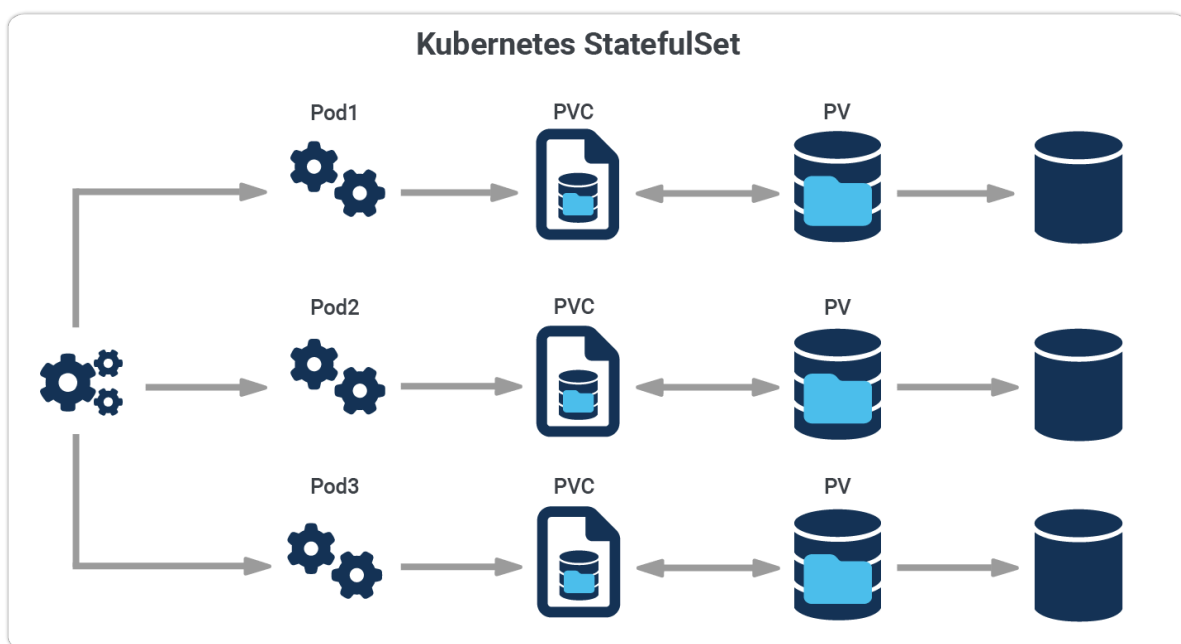 Kubernetes StatefulSet
Pod1 PVC PV
Pod2 PVC PV
Pod3 PVC PV